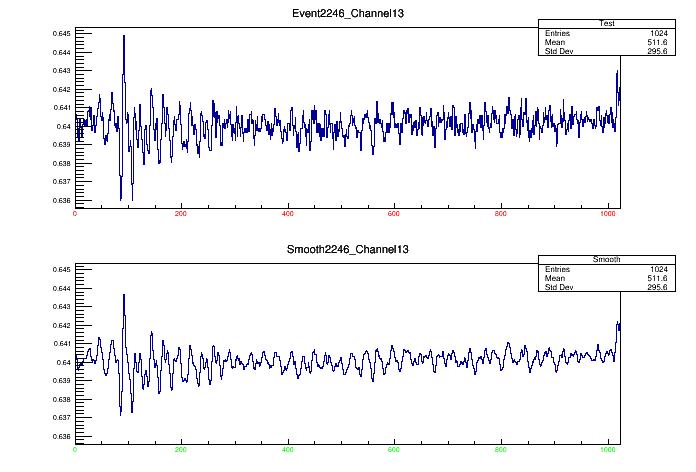 Event2246_Channel13
Test
Entries 1024
Mean 511.6
Std Dev 295.6
0.645
0.644
0.643
0.642
0.641
0.64
0.639
0.638
0.637
0.636
0 200 400 600 800 1000
Smooth2246_Channel13
Smooth
Entries 1024
Mean 511.6
Std Dev 295.6
0.645
0.644
0.643
0.642
0.641
0.64
0.639
0.638
0.637
0.636
0 200 400 600 800 1000